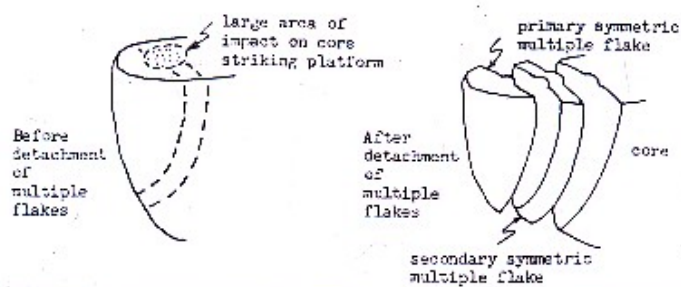 large area of
impact on core
striking platform
Before
detachment
of
multiple
flakes
primary symmetric
multiple flake
After
detachment
of
multiple
flakes
core
secondary symmetric
multiple flake